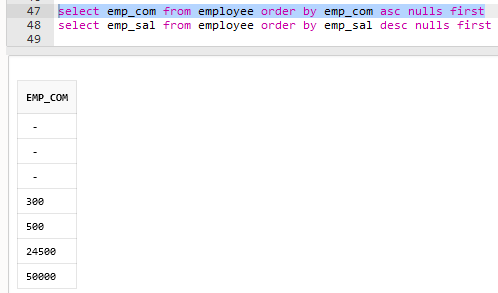 47 select emp_com from employee order by emp_com asc nulls first
48 select emp_sal from employee order by emp_sal desc nulls first
49
EMP_COM
-
-
-
300
500
24500
50000